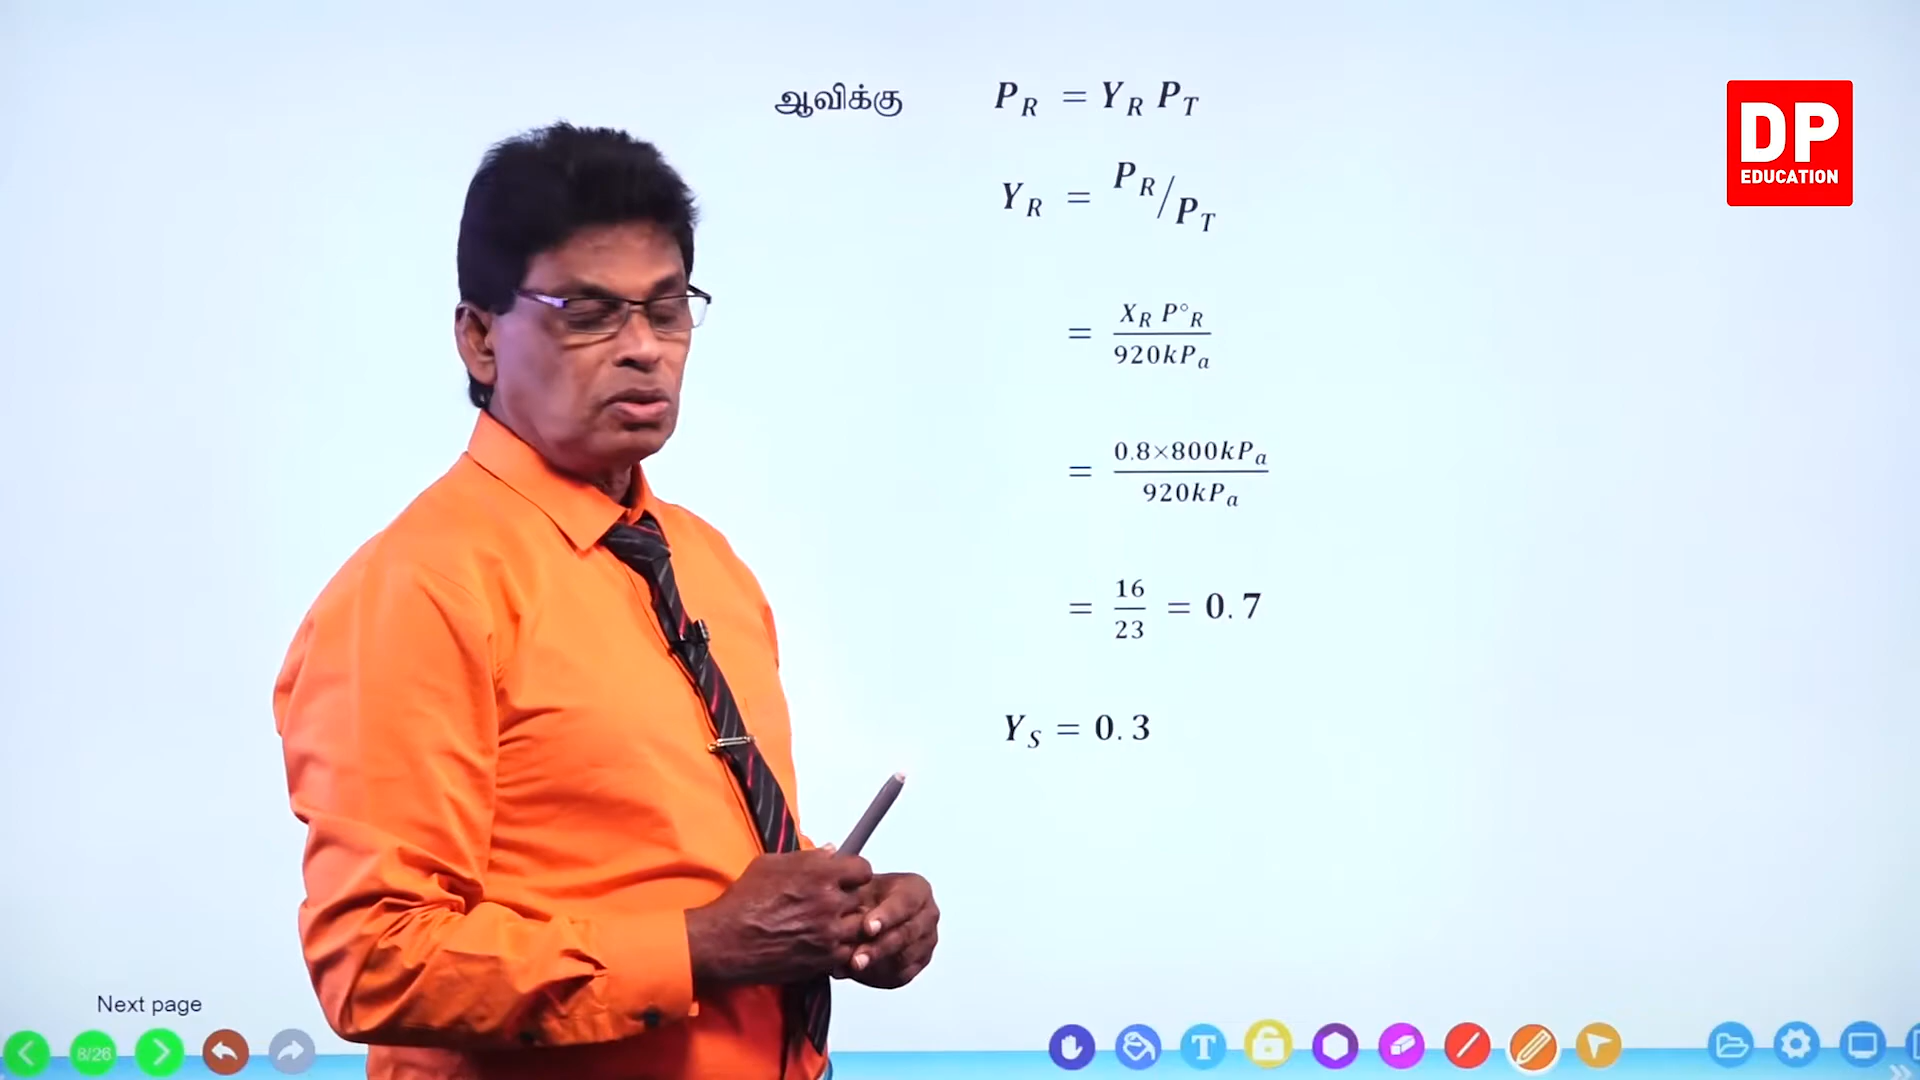 ஆவிக்கு P_R = Y_R P_T
Y_R = P_R/P_T
= X_R P°_R / 920kP_a
= 0.8×800kP_a / 920kP_a
= 16/23 = 0.7
Y_S = 0.3
DP
EDUCATION
Next page
8/26
T